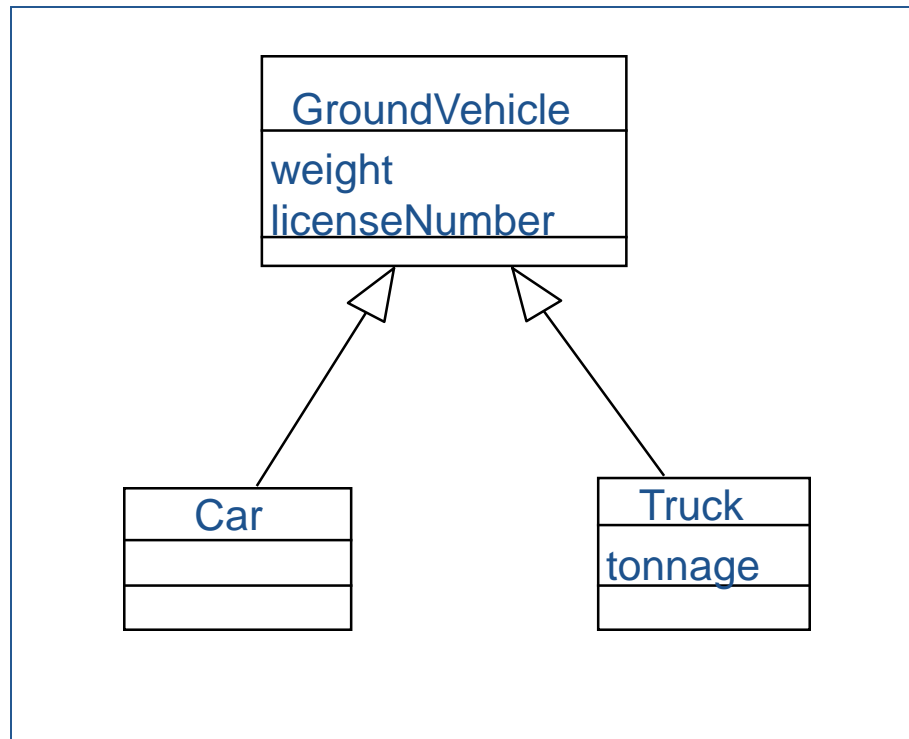 GroundVehicle
weight
licenseNumber
Car
Truck
tonnage